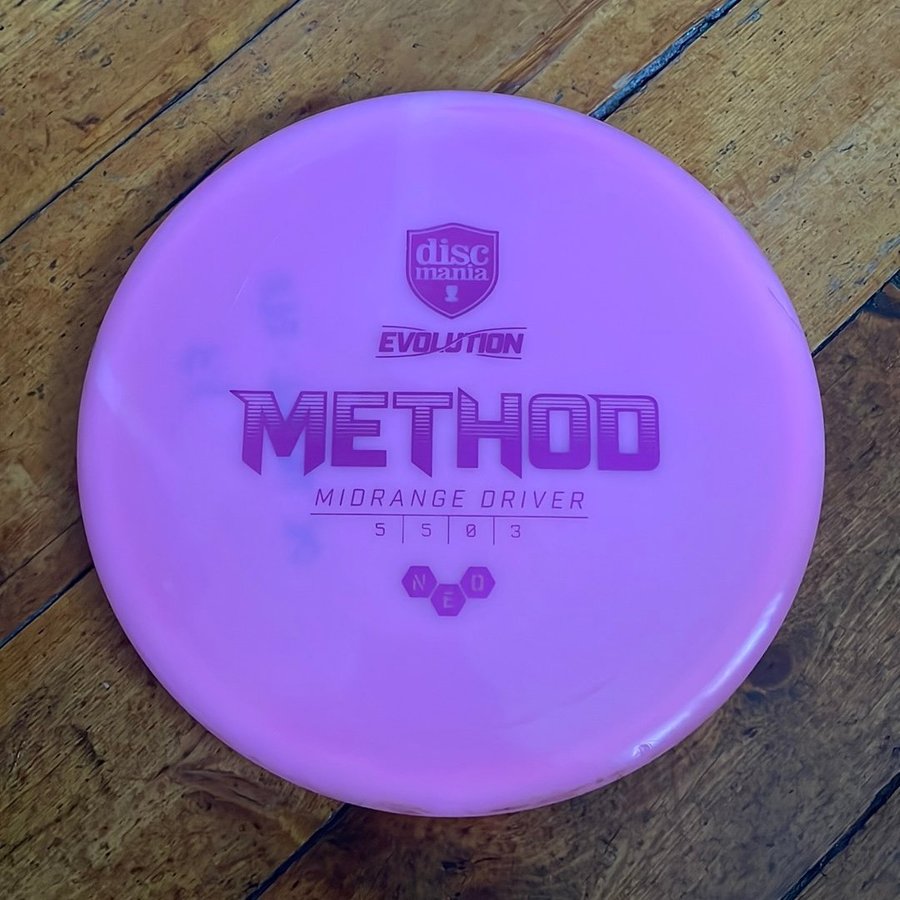 disc
mania
EVOLUTION
METHOD
MIDRANGE DRIVER
5 5 0 3
NEO